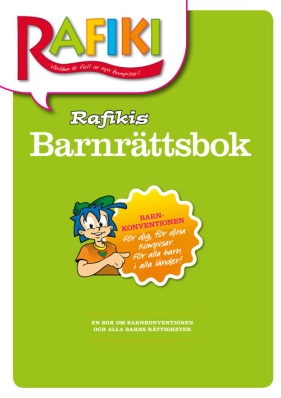 RAFIKI
Världen är full av nya kompisar!
Rafikis
Barnrättsbok
BARN-
KONVENTIONEN
För dig, för dina
kompisar.
För alla barn
i alla länder!
EN BOK OM BARNKONVENTIONEN
OCH ALLA BARNS RÄTTIGHETER